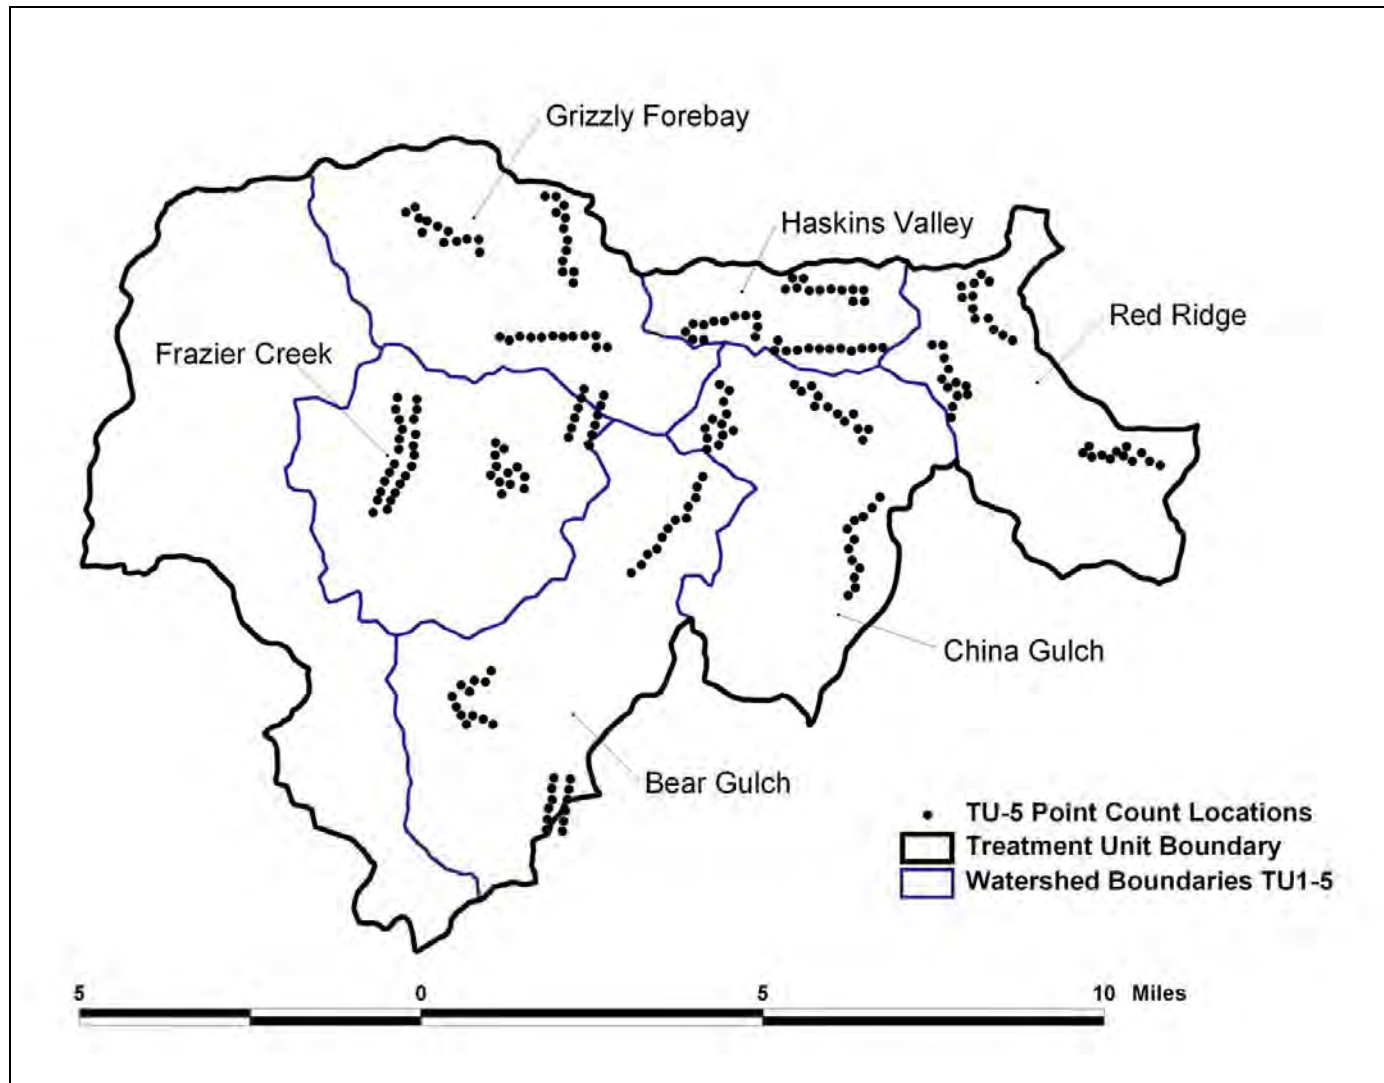 Grizzly Forebay
Haskins Valley
Red Ridge
Frazier Creek
China Gulch
Bear Gulch
TU-5 Point Count Locations
Treatment Unit Boundary
Watershed Boundaries TU1-5
5 0 5 10 Miles